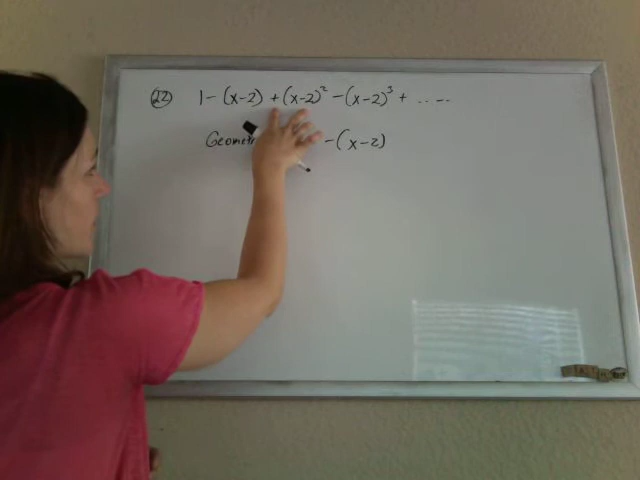 22 1 - (x-2) + (x-2)² - (x-2)³ + .....
-(x-2)